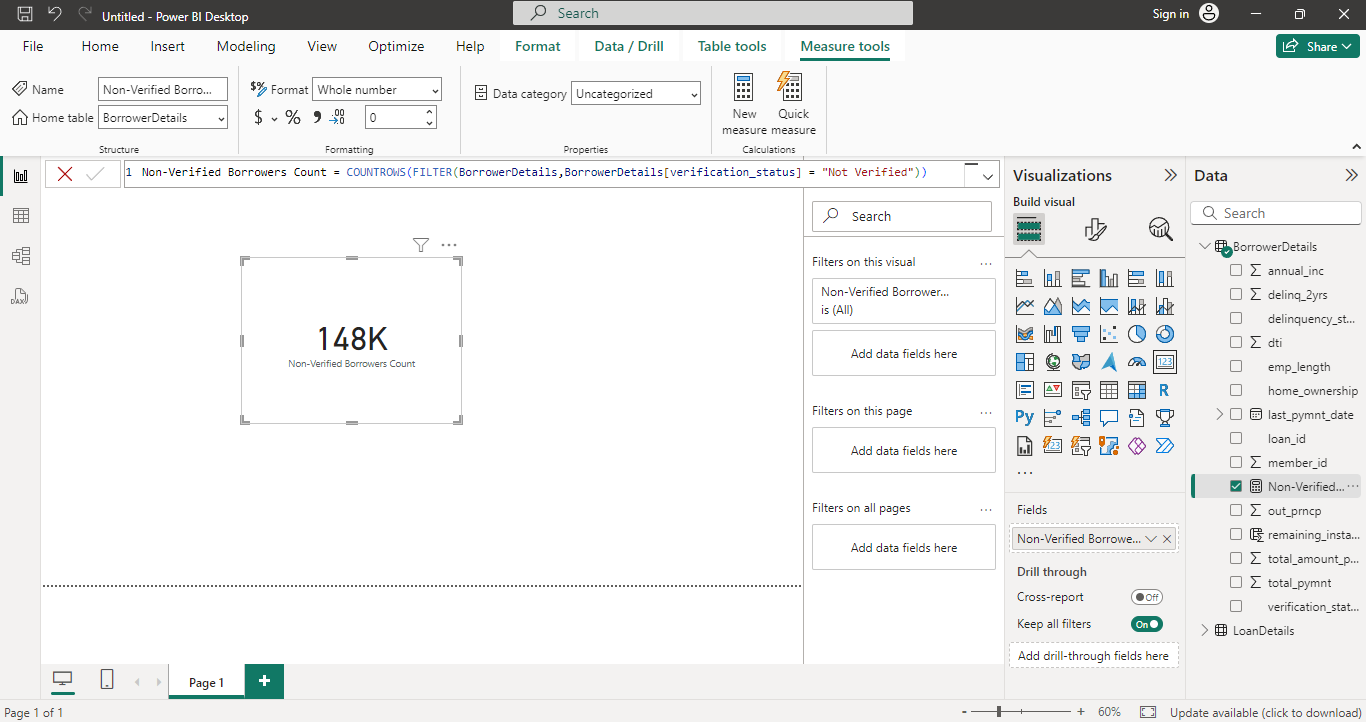 Untitled - Power BI Desktop
Search
Sign in
File Home Insert Modeling View Optimize Help Format Data / Drill Table tools Measure tools
Share
Name Non-Verified Borro...
Home table BorrowerDetails
Structure
$% Format Whole number
$ % 0
Formatting
Data category Uncategorized
Properties
New measure
Quick measure
Calculations
1 Non-Verified Borrowers Count = COUNTROWS(FILTER(BorrowerDetails,BorrowerDetails[verification_status] = "Not Verified"))
148K
Non-Verified Borrowers Count
Search
Filters on this visual ...
Non-Verified Borrower...
is (All)
Add data fields here
Filters on this page ...
Add data fields here
Filters on all pages ...
Add data fields here
Visualizations
Build visual
123
R
Py
123
...
Fields
Non-Verified Borrowe...
Drill through
Cross-report Off
Keep all filters On
Add drill-through fields here
Data
Search
BorrowerDetails
annual_inc
delinq_2yrs
delinquency_st...
dti
emp_length
home_ownership
last_pymnt_date
loan_id
member_id
Non-Verified... ...
out_prncp
remaining_insta...
total_amount_p...
total_pymnt
verification_stat...
LoanDetails
Page 1
+
Page 1 of 1
- + 60%
Update available (click to download)